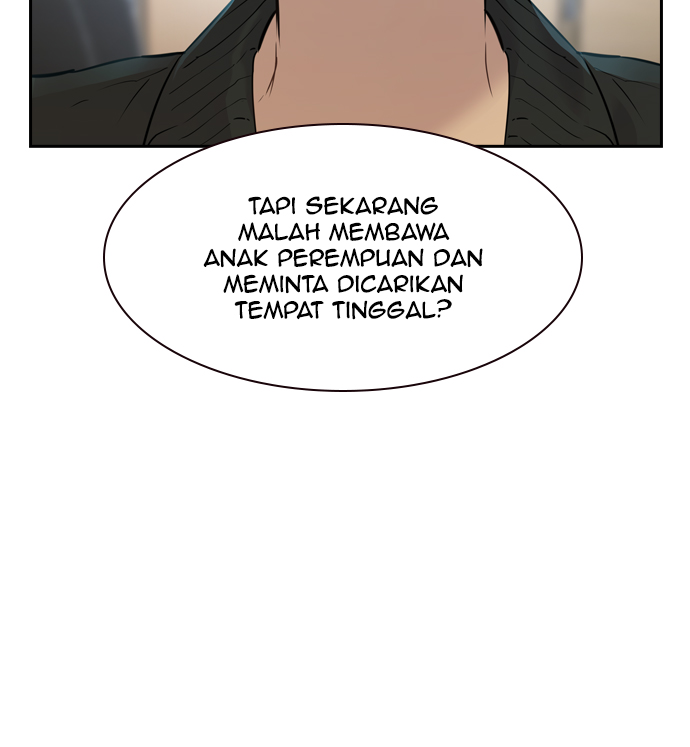 TAPI SEKARANG
MALAH MEMBAWA
ANAK PEREMPUAN DAN
MEMINTA DICARIKAN
TEMPAT TINGGAL?